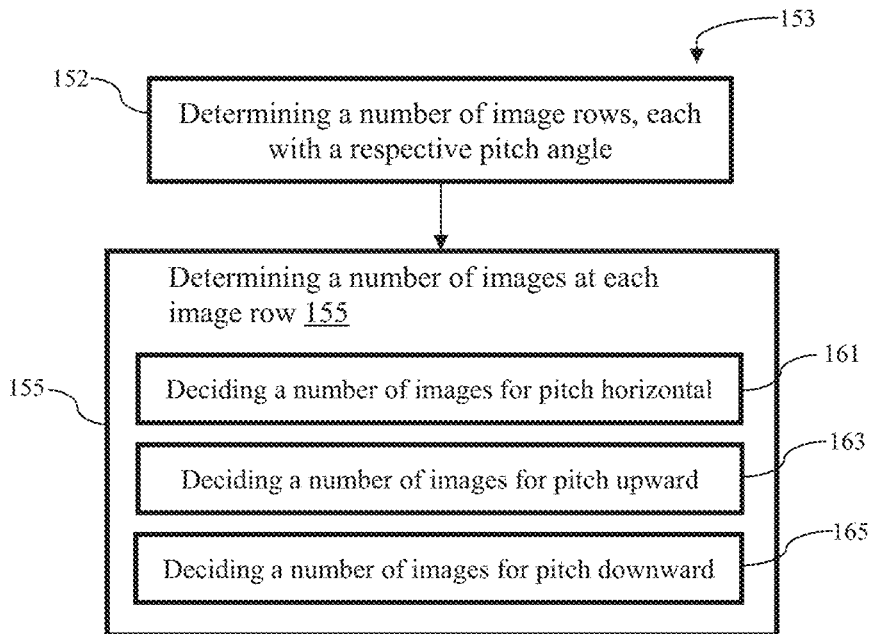 153
152
Determining a number of image rows, each
with a respective pitch angle
Determining a number of images at each
image row 155
155
161
Deciding a number of images for pitch horizontal
163
Deciding a number of images for pitch upward
165
Deciding a number of images for pitch downward